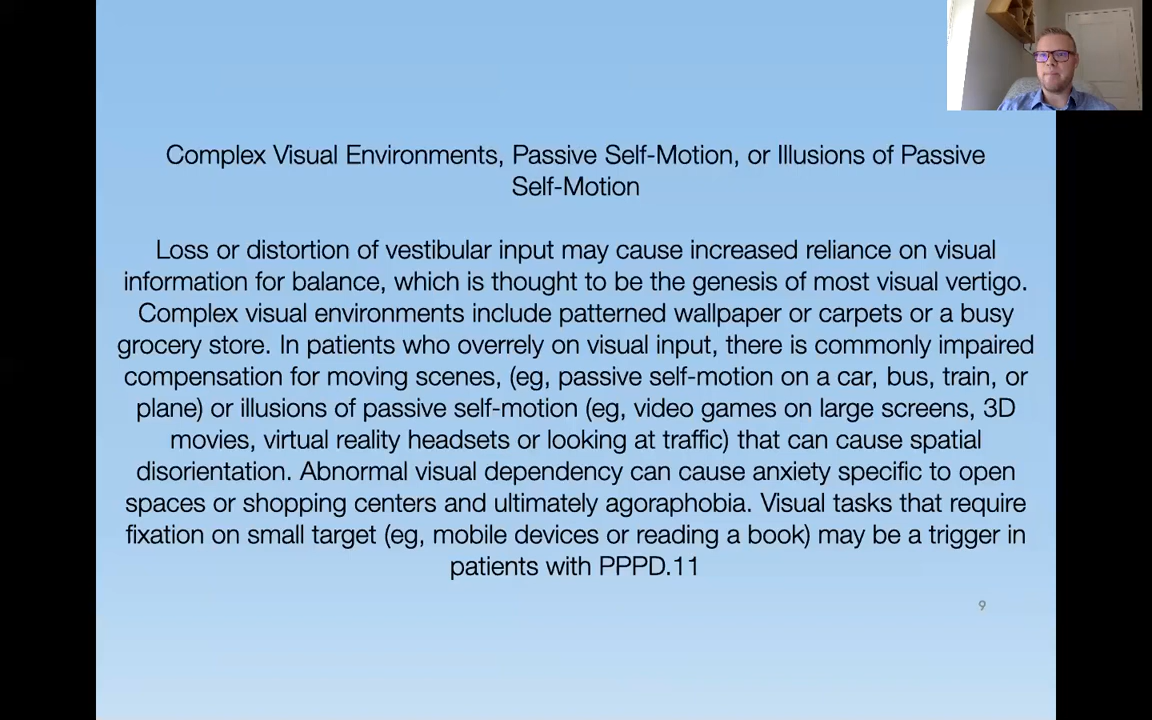 Complex Visual Environments, Passive Self-Motion, or Illusions of Passive
Self-Motion
Loss or distortion of vestibular input may cause increased reliance on visual
information for balance, which is thought to be the genesis of most visual vertigo.
Complex visual environments include patterned wallpaper or carpets or a busy
grocery store. In patients who overrely on visual input, there is commonly impaired
compensation for moving scenes, (eg, passive self-motion on a car, bus, train, or
plane) or illusions of passive self-motion (eg, video games on large screens, 3D
movies, virtual reality headsets or looking at traffic) that can cause spatial
disorientation. Abnormal visual dependency can cause anxiety specific to open
spaces or shopping centers and ultimately agoraphobia. Visual tasks that require
fixation on small target (eg, mobile devices or reading a book) may be a trigger in
patients with PPPD.11
9